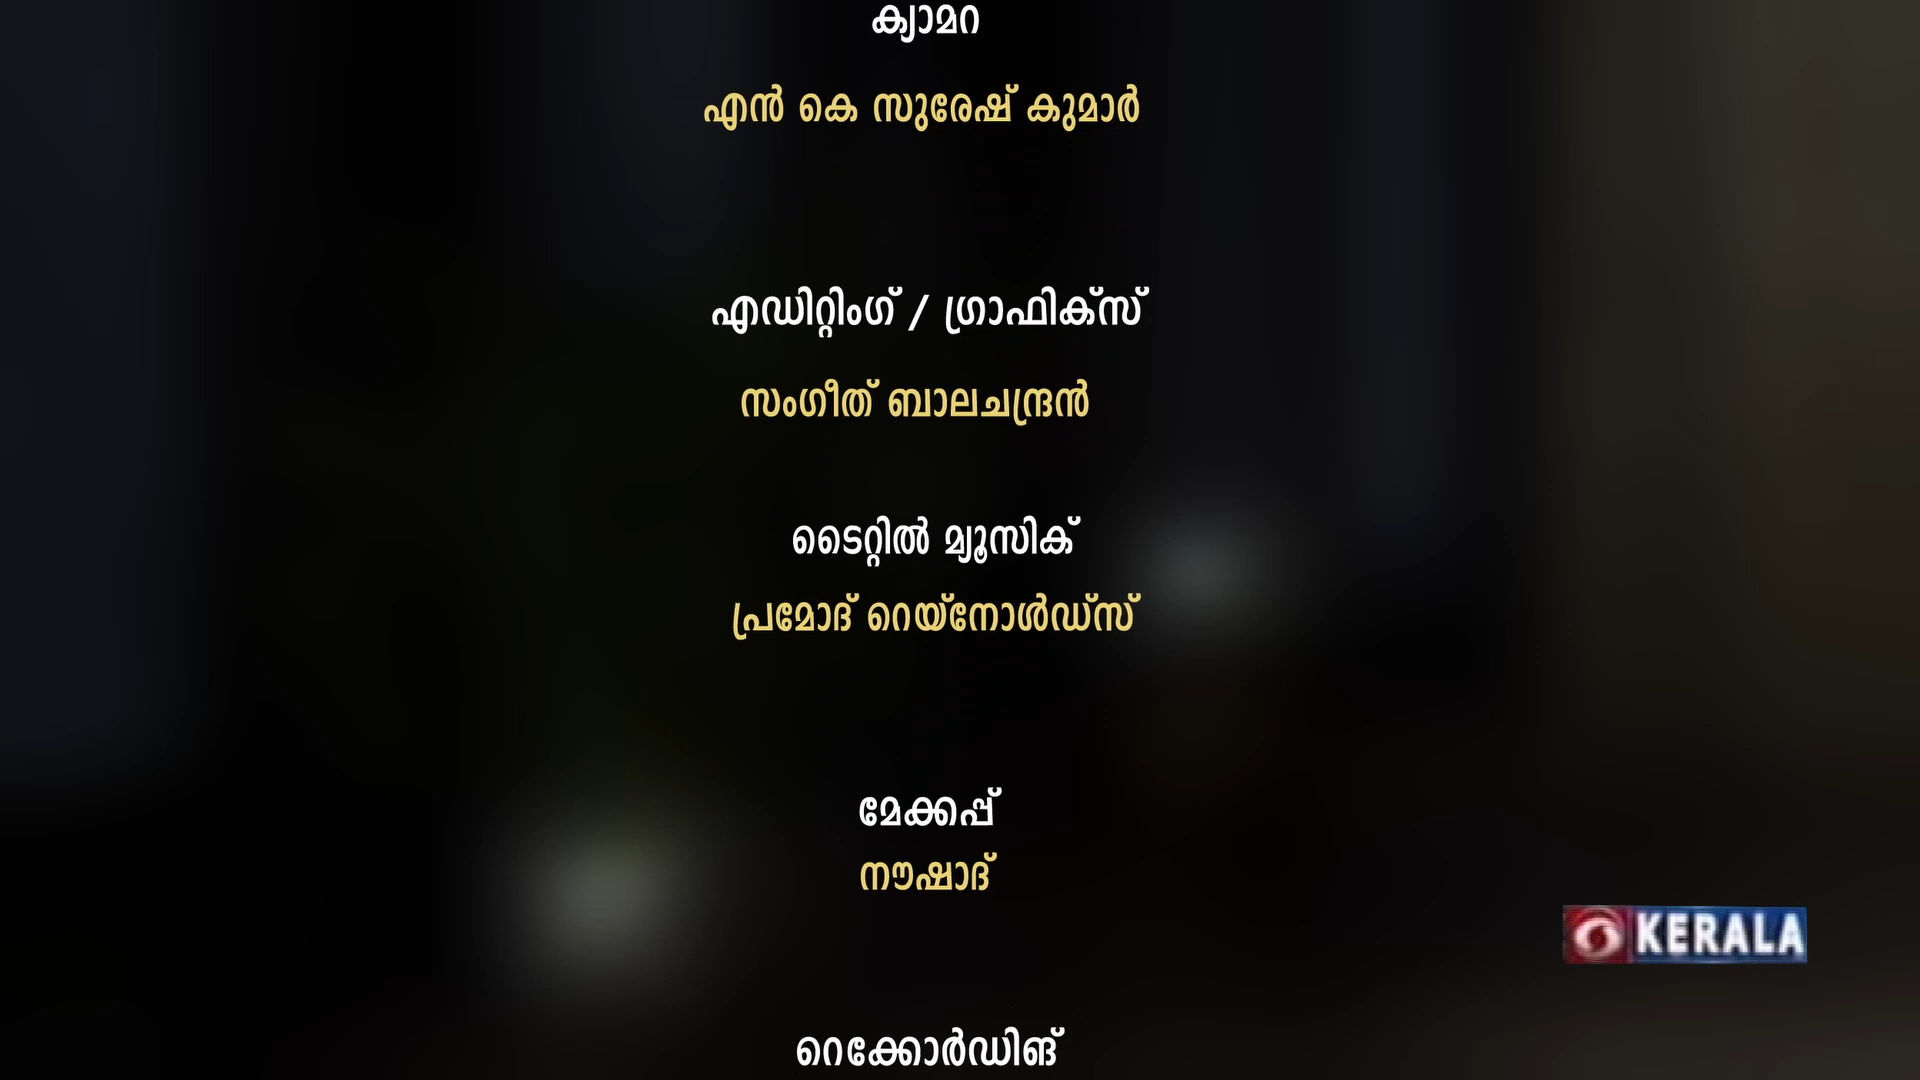 ക്യാമറ
എൻ കെ സുരേഷ് കുമാർ
എഡിറ്റിംഗ് / ഗ്രാഫിക്സ്
സംഗീത് ബാലചന്ദ്രൻ
ടൈറ്റിൽ മ്യൂസിക്
പ്രമോദ് റെയ്നോൾഡ്സ്
മേക്കപ്പ്
നൗഷാദ്
KERALA
റെക്കോർഡിങ്